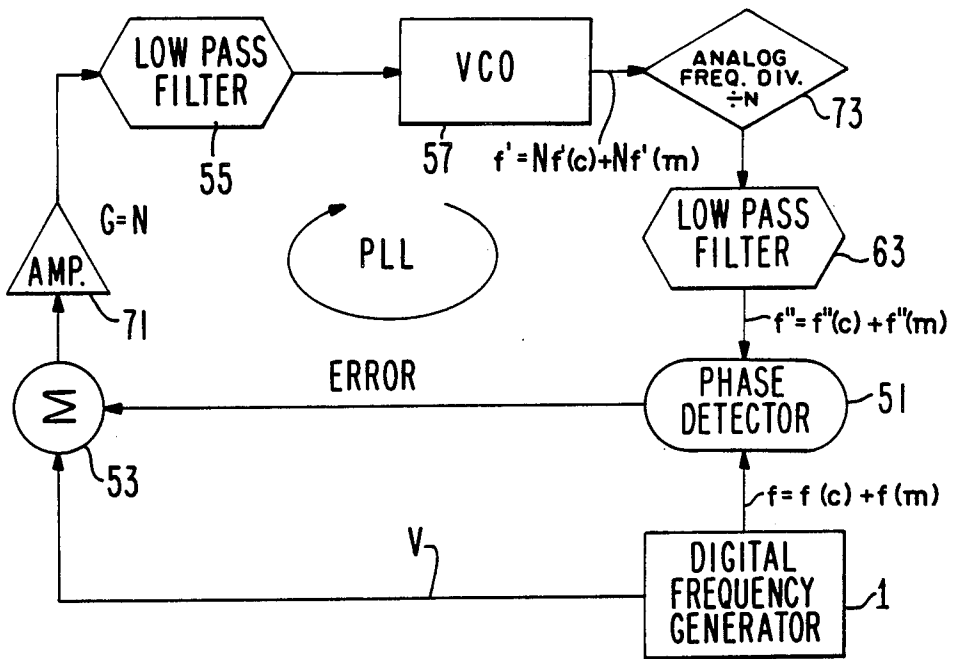 LOW PASS
FILTER
55
VCO
57
f' = Nf'(c)+Nf'(m)
ANALOG
FREQ. DIV.
÷N
73
LOW PASS
FILTER
63
f" = f"(c) + f"(m)
G=N
AMP.
71
PLL
ERROR
PHASE
DETECTOR
51
Σ
53
f = f (c) + f (m)
V
DIGITAL
FREQUENCY
GENERATOR
1